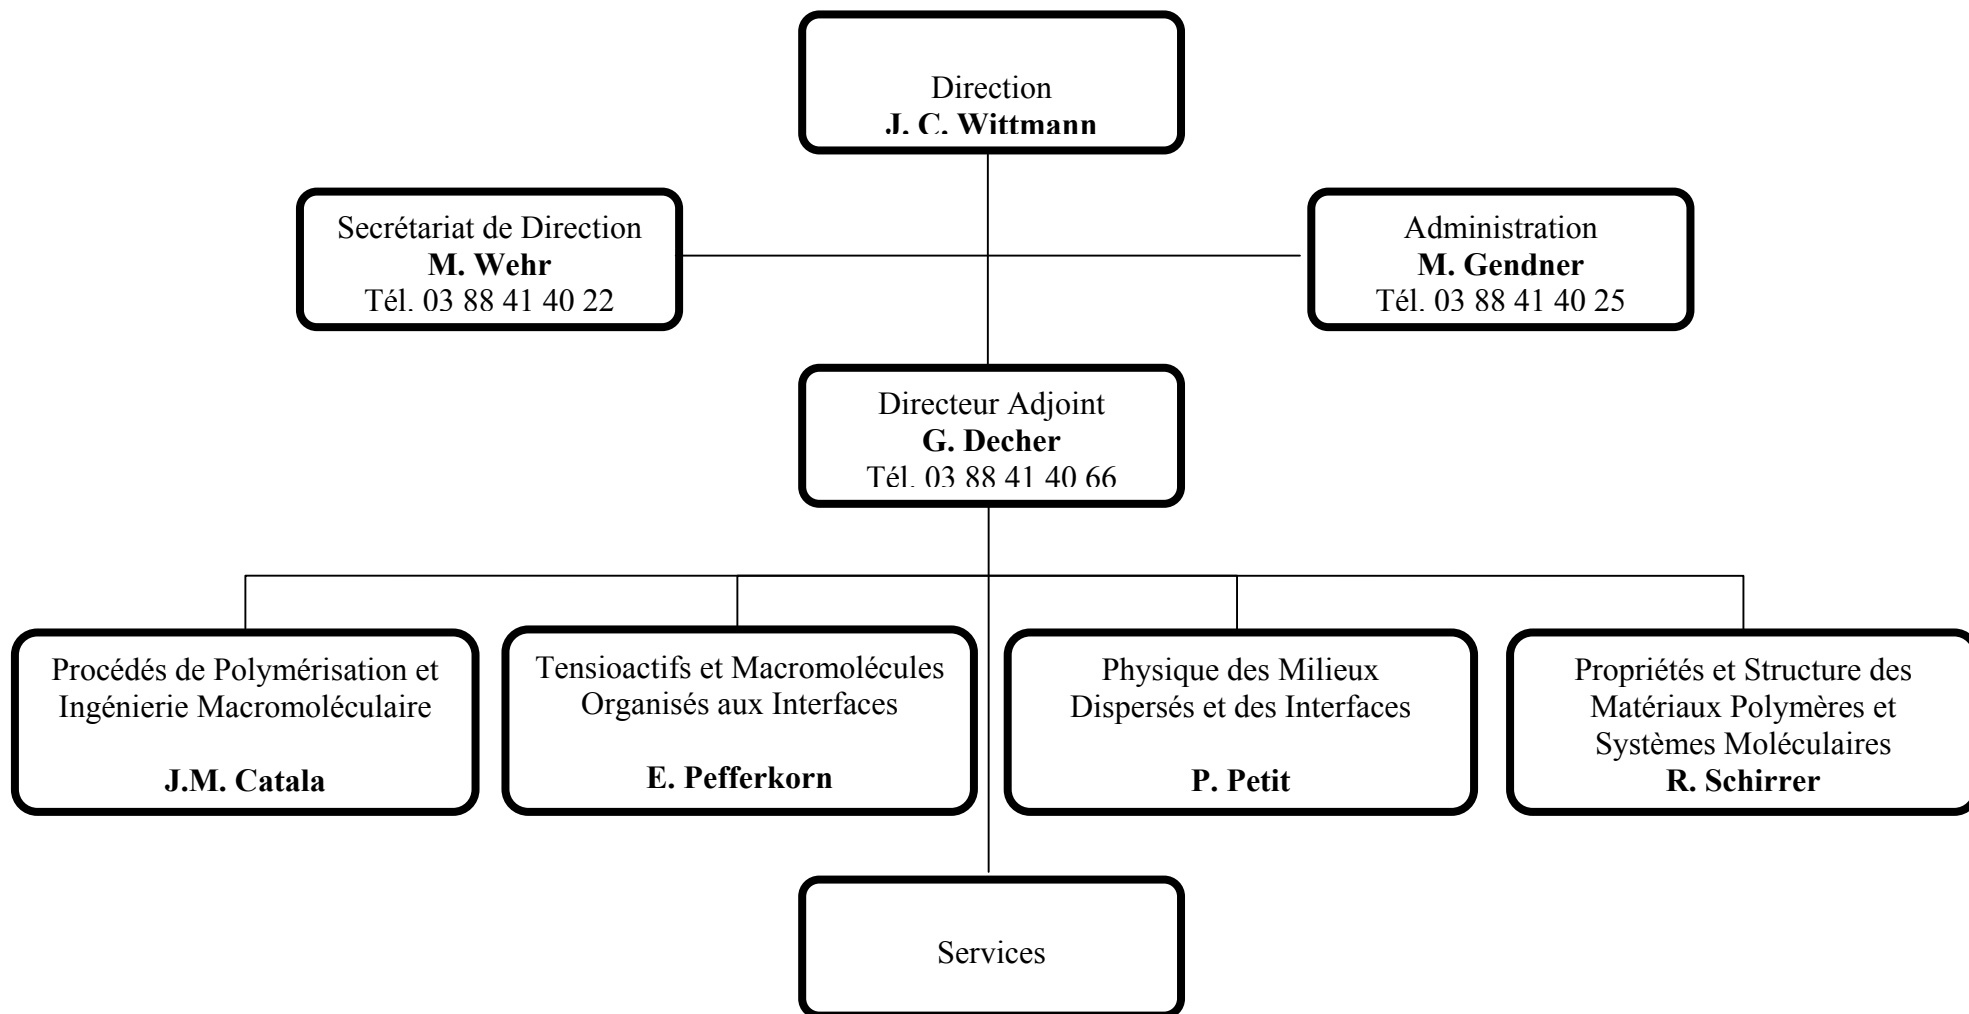 Direction
J. C. Wittmann
Secrétariat de Direction
M. Wehr
Tél. 03 88 41 40 22
Administration
M. Gendner
Tél. 03 88 41 40 25
Directeur Adjoint
G. Decher
Tél. 03 88 41 40 66
Procédés de Polymérisation et
Ingénierie Macromoléculaire
J.M. Catala
Tensioactifs et Macromolécules
Organisés aux Interfaces
E. Pefferkorn
Physique des Milieux
Dispersés et des Interfaces
P. Petit
Propriétés et Structure des
Matériaux Polymères et
Systèmes Moléculaires
R. Schirrer
Services